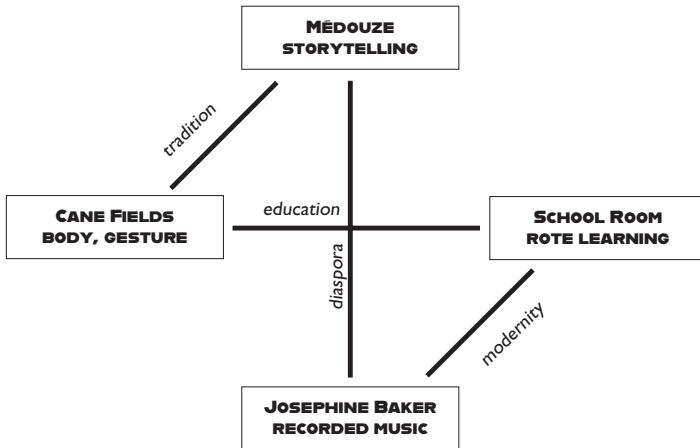 MÉDOUZE
STORYTELLING
tradition
CANE FIELDS
BODY, GESTURE
education
SCHOOL ROOM
ROTE LEARNING
diaspora
modernity
JOSEPHINE BAKER
RECORDED MUSIC